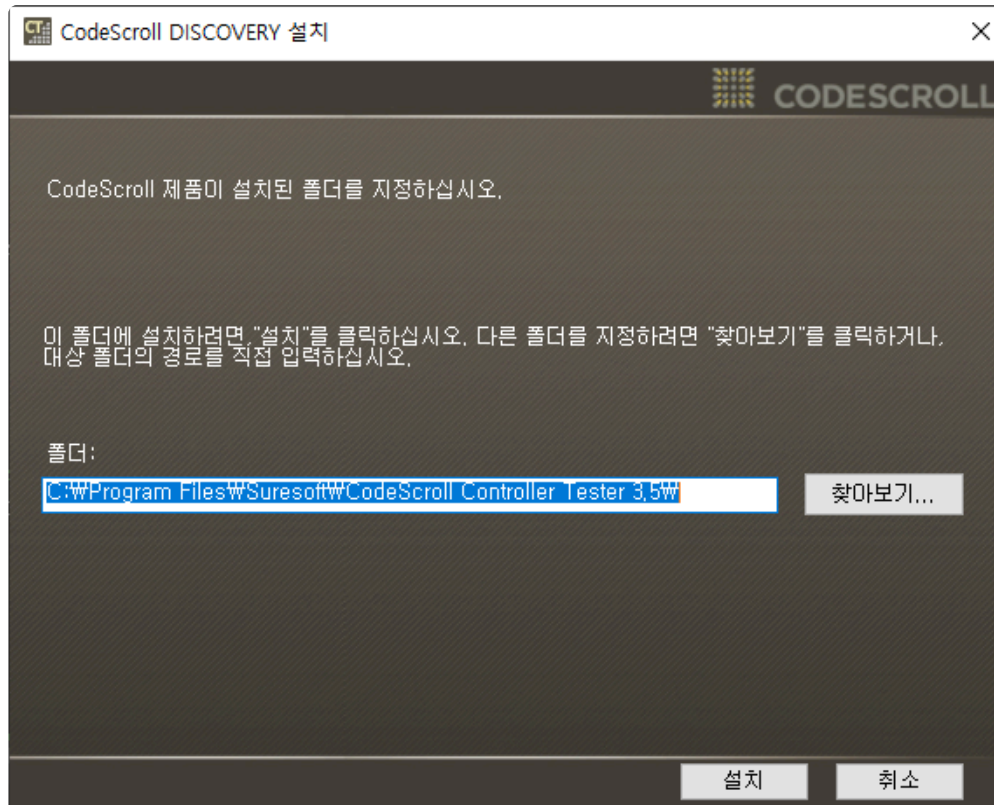 CodeScroll DISCOVERY 설치
CODESCROLL
CodeScroll 제품이 설치된 폴더를 지정하십시오.
이 폴더에 설치하려면,"설치"를 클릭하십시오. 다른 폴더를 지정하려면 "찾아보기"를 클릭하거나,
대상 폴더의 경로를 직접 입력하십시오.
폴더:
C:₩Program Files₩Suresoft₩CodeScroll Controller Tester 3.5₩
찾아보기...
설치
취소